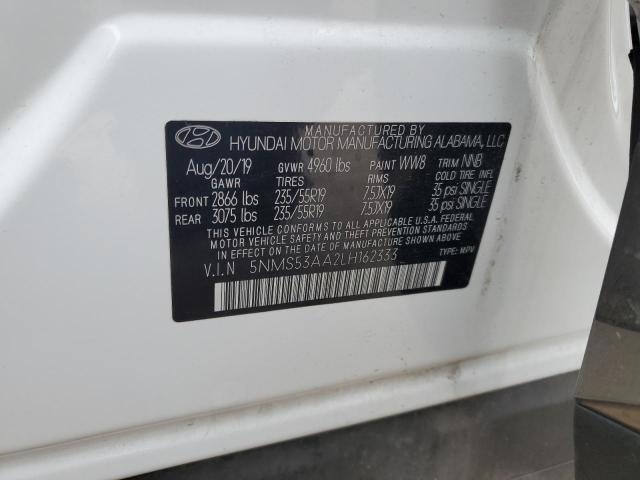 MANUFACTURED BY
HYUNDAI MOTOR MANUFACTURING ALABAMA, LLC
Aug/20/19 GVWR 4960 lbs PAINT WW8 TRIM NNB
GAWR TIRES RIMS COLD TIRE INFL
FRONT 2866 lbs 235/55R19 7.5JX19 35 psi SINGLE
REAR 3075 lbs 235/55R19 7.5JX19 35 psi SINGLE
THIS VEHICLE CONFORMS TO ALL APPLICABLE U.S.A. FEDERAL
MOTOR VEHICLE SAFETY AND THEFT PREVENTION STANDARDS
IN EFFECT ON THE DATE OF MANUFACTURE SHOWN ABOVE.
V.I.N 5NMS53AA2LH162333 TYPE: MPV